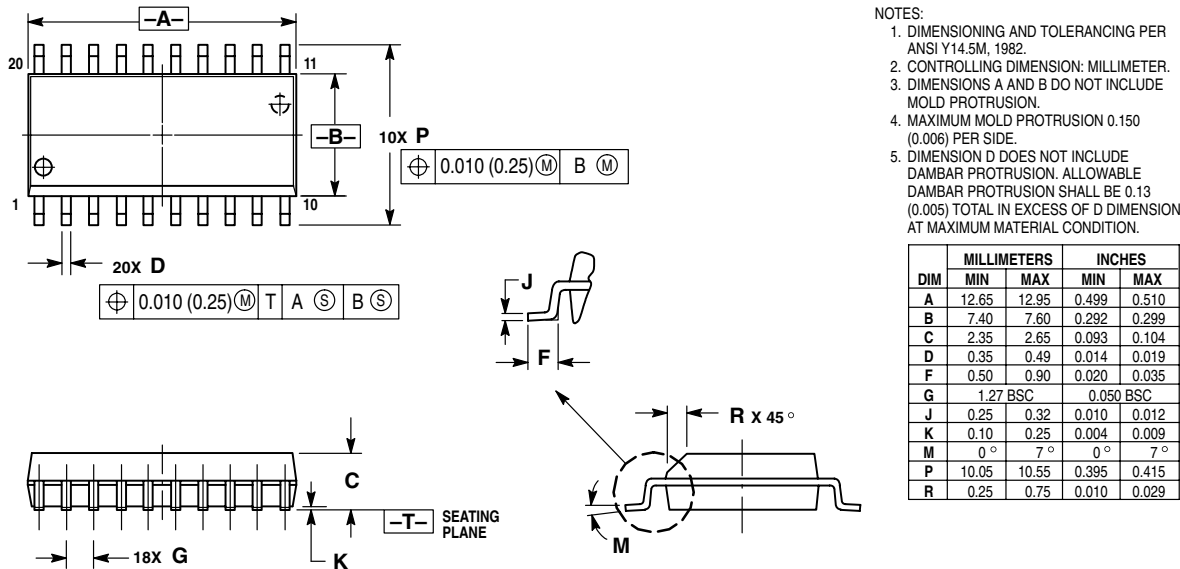 –A–
20
11
–B–
10X P
0.010 (0.25) M B M
1
10
20X D
0.010 (0.25) M T A S B S
J
F
R X 45°
C
–T– SEATING
PLANE
M
18X G
K
NOTES:
1. DIMENSIONING AND TOLERANCING PER
ANSI Y14.5M, 1982.
2. CONTROLLING DIMENSION: MILLIMETER.
3. DIMENSIONS A AND B DO NOT INCLUDE
MOLD PROTRUSION.
4. MAXIMUM MOLD PROTRUSION 0.150
(0.006) PER SIDE.
5. DIMENSION D DOES NOT INCLUDE
DAMBAR PROTRUSION. ALLOWABLE
DAMBAR PROTRUSION SHALL BE 0.13
(0.005) TOTAL IN EXCESS OF D DIMENSION
AT MAXIMUM MATERIAL CONDITION.
MILLIMETERS INCHES
DIM MIN MAX MIN MAX
A 12.65 12.95 0.499 0.510
B 7.40 7.60 0.292 0.299
C 2.35 2.65 0.093 0.104
D 0.35 0.49 0.014 0.019
F 0.50 0.90 0.020 0.035
G 1.27 BSC 0.050 BSC
J 0.25 0.32 0.010 0.012
K 0.10 0.25 0.004 0.009
M 0° 7° 0° 7°
P 10.05 10.55 0.395 0.415
R 0.25 0.75 0.010 0.029